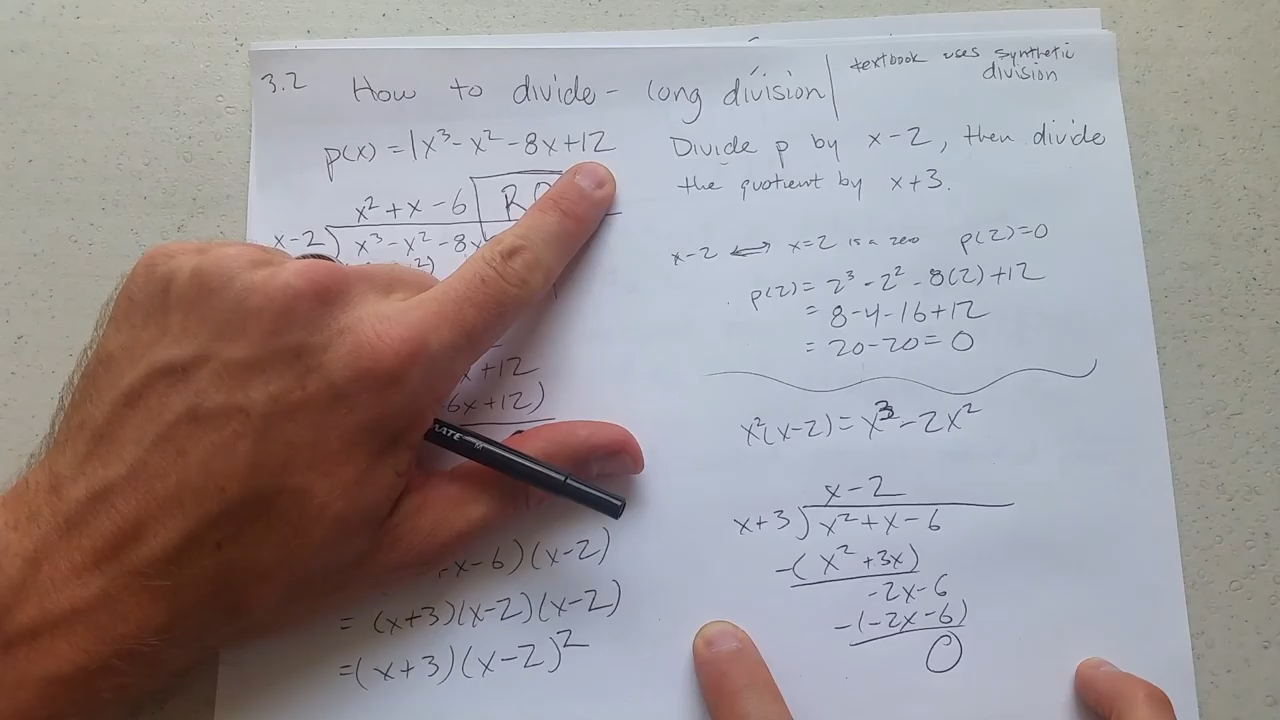 3.2 How to divide - long division
textbook uses synthetic
division
p(x) = 1x³ - x² - 8x + 12
x² + x - 6 R
x-2) x³ - x² - 8x
x + 12
6x + 12)
x - 6)(x-2)
= (x+3)(x-2)(x-2)
= (x+3)(x-2)²
Divide p by x-2, then divide
the quotient by x+3.
x-2 ⟷ x=2 is a zero p(2)=0
p(2) = 2³ - 2² - 8(2) + 12
= 8-4-16+12
= 20-20 = 0
x²(x-2) = x³ - 2x²
x-2
x+3) x² + x - 6
-(x² + 3x)
-2x-6
-(-2x-6)
0
MATE